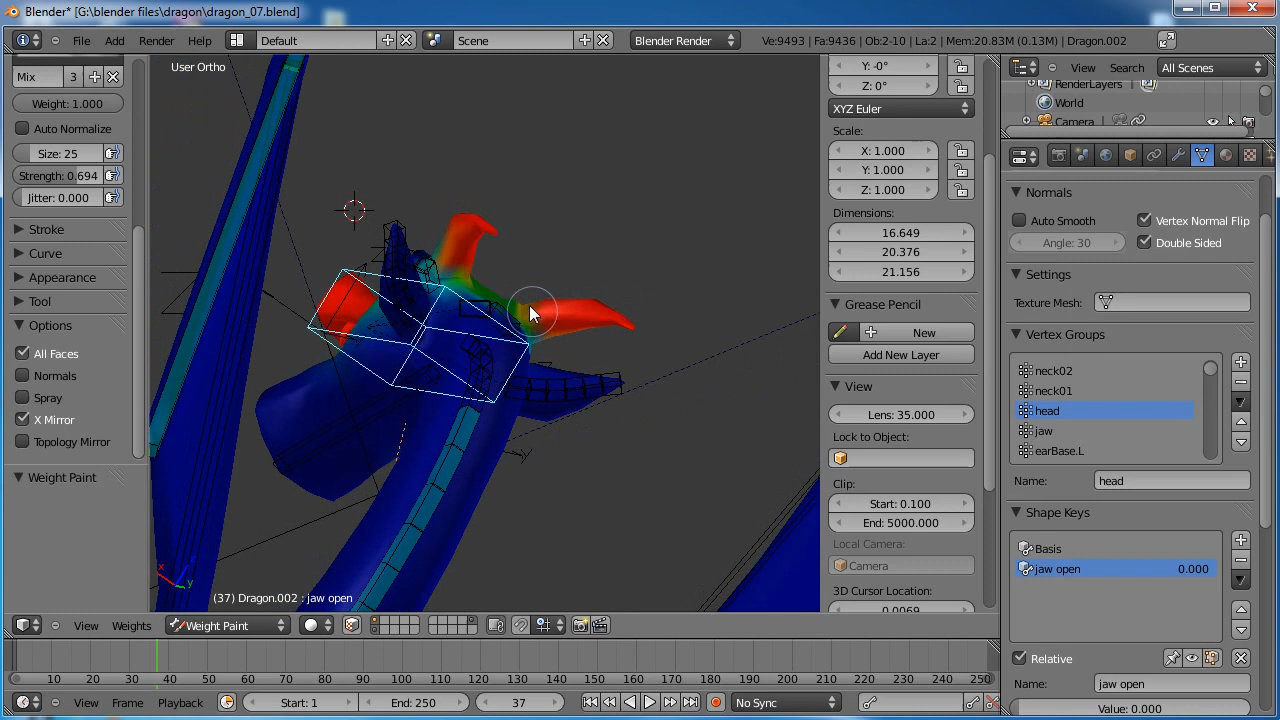 Blender* [G:\blender files\dragon\dragon_07.blend]
File Add Render Help Default Scene Blender Render Ve:9493 | Fa:9436 | Ob:2-10 | La:2 | Mem:20.83M (0.13M) | Dragon.002
Mix 3
Weight: 1.000
Auto Normalize
Size: 25
Strength: 0.694
Jitter: 0.000
Stroke
Curve
Appearance
Tool
Options
All Faces
Normals
Spray
X Mirror
Topology Mirror
Weight Paint
User Ortho
x
y
Y
(37) Dragon.002 : jaw open
View Weights Weight Paint
Y: -0°
Z: 0°
XYZ Euler
Scale:
X: 1.000
Y: 1.000
Z: 1.000
Dimensions:
16.649
20.376
21.156
Grease Pencil
New
Add New Layer
View
Lens: 35.000
Lock to Object:
Clip:
Start: 0.100
End: 5000.000
Local Camera:
Camera
3D Cursor Location:
0.0069
View Search All Scenes
RenderLayers
World
Camera
Normals
Auto Smooth
Vertex Normal Flip
Angle: 30
Double Sided
Settings
Texture Mesh:
Vertex Groups
neck02
neck01
head
jaw
earBase.L
Name: head
Shape Keys
Basis
jaw open 0.000
Relative
Name: jaw open
Value: 0.000
10 20 30 40 50 60 70 80 90 100 110 120 130 140 150 160 170 180 190 200 210 220 230 240 250
View Frame Playback Start: 1 End: 250 37 No Sync